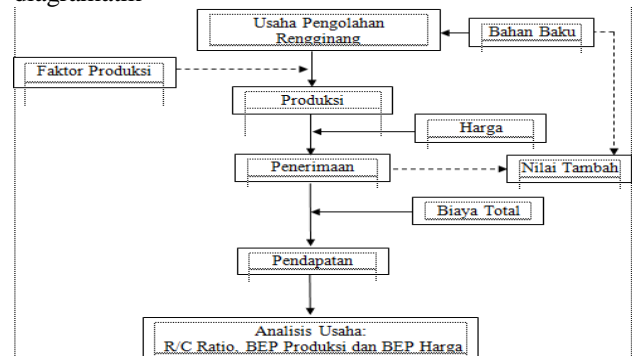 diagramatik
Usaha Pengolahan
Rengginang
Bahan Baku
Faktor Produksi
Produksi
Harga
Penerimaan
Nilai Tambah
Biaya Total
Pendapatan
Analisis Usaha:
R/C Ratio, BEP Produksi dan BEP Harga